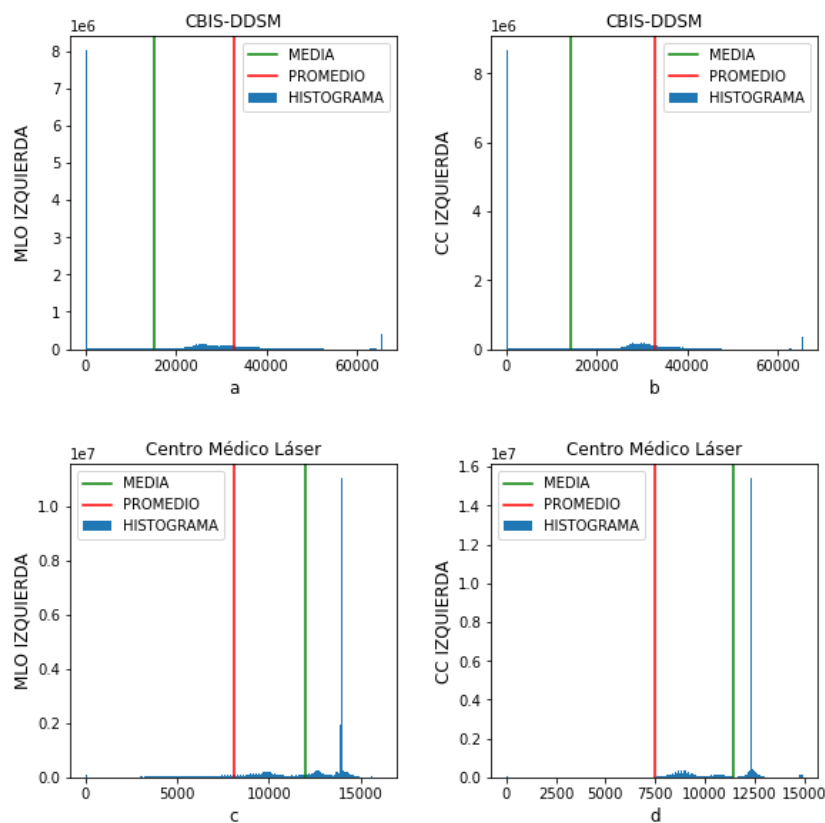 CBIS-DDSM
1e6
MLO IZQUIERDA
8
7
6
5
4
3
2
1
0
MEDIA
PROMEDIO
HISTOGRAMA
0 20000 40000 60000
a
CBIS-DDSM
1e6
CC IZQUIERDA
8
6
4
2
0
MEDIA
PROMEDIO
HISTOGRAMA
0 20000 40000 60000
b
Centro Médico Láser
1e7
MLO IZQUIERDA
1.0
0.8
0.6
0.4
0.2
0.0
MEDIA
PROMEDIO
HISTOGRAMA
0 5000 10000 15000
c
Centro Médico Láser
1e7
CC IZQUIERDA
1.6
1.4
1.2
1.0
0.8
0.6
0.4
0.2
0.0
MEDIA
PROMEDIO
HISTOGRAMA
0 2500 5000 7500 10000 12500 15000
d